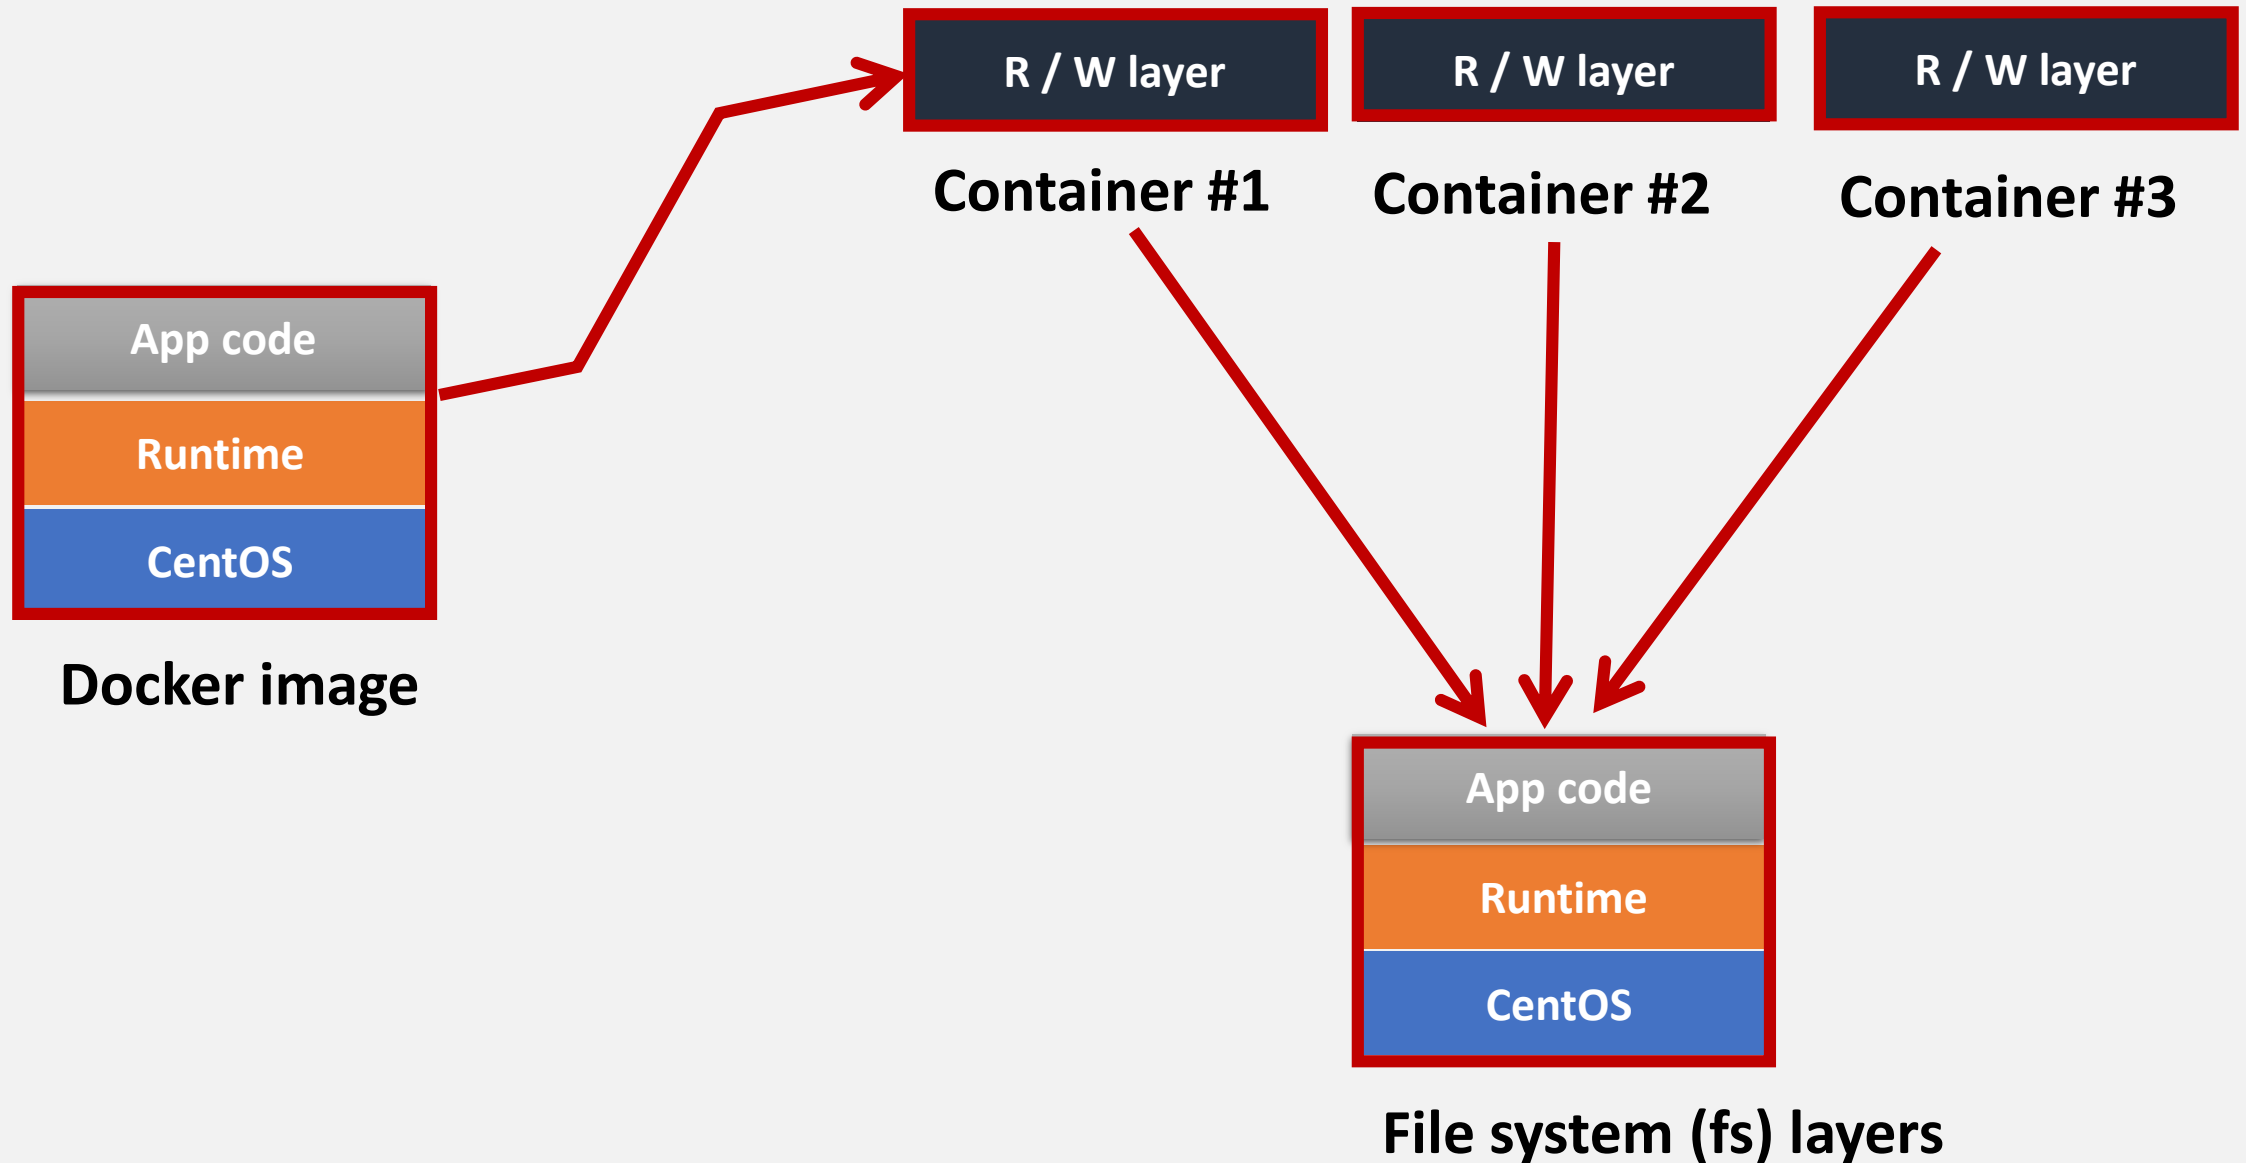 R / W layer
R / W layer
R / W layer
Container #1
Container #2
Container #3
App code
Runtime
CentOS
Docker image
App code
Runtime
CentOS
File system (fs) layers